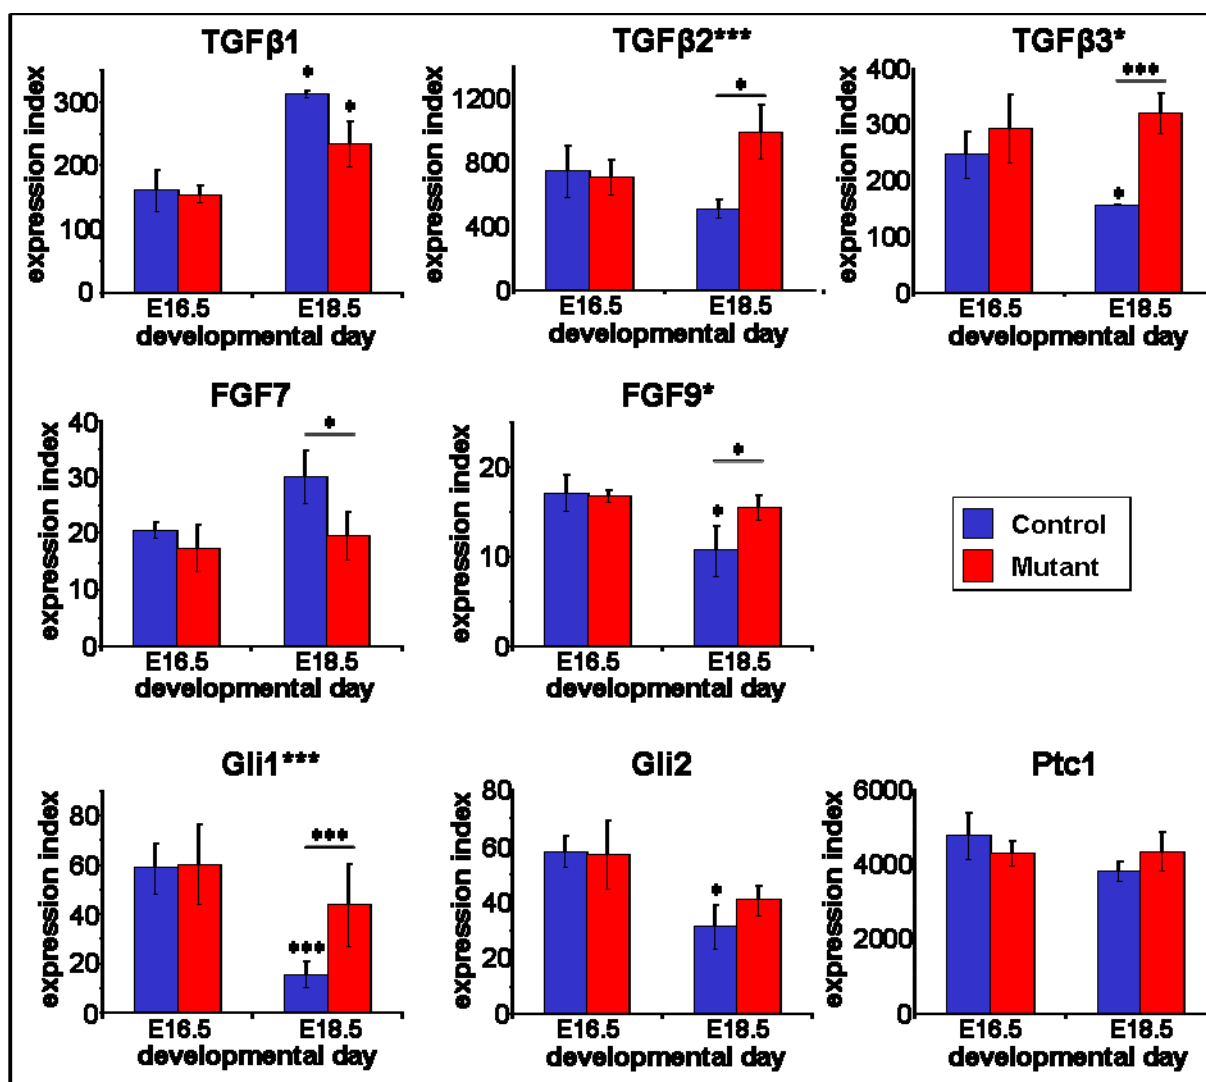 TGFβ1
*
*
expression index
300
200
100
0
E16.5 E18.5
developmental day
TGFβ2***
*
expression index
1200
800
400
0
E16.5 E18.5
developmental day
TGFβ3*
***
*
expression index
400
300
200
100
0
E16.5 E18.5
developmental day
FGF7
*
expression index
40
30
20
10
0
E16.5 E18.5
developmental day
FGF9*
*
*
expression index
20
10
0
E16.5 E18.5
developmental day
Control
Mutant
Gli1***
***
***
expression index
80
60
40
20
0
E16.5 E18.5
developmental day
Gli2
*
expression index
80
60
40
20
0
E16.5 E18.5
developmental day
Ptc1
expression index
6000
4000
2000
0
E16.5 E18.5
developmental day